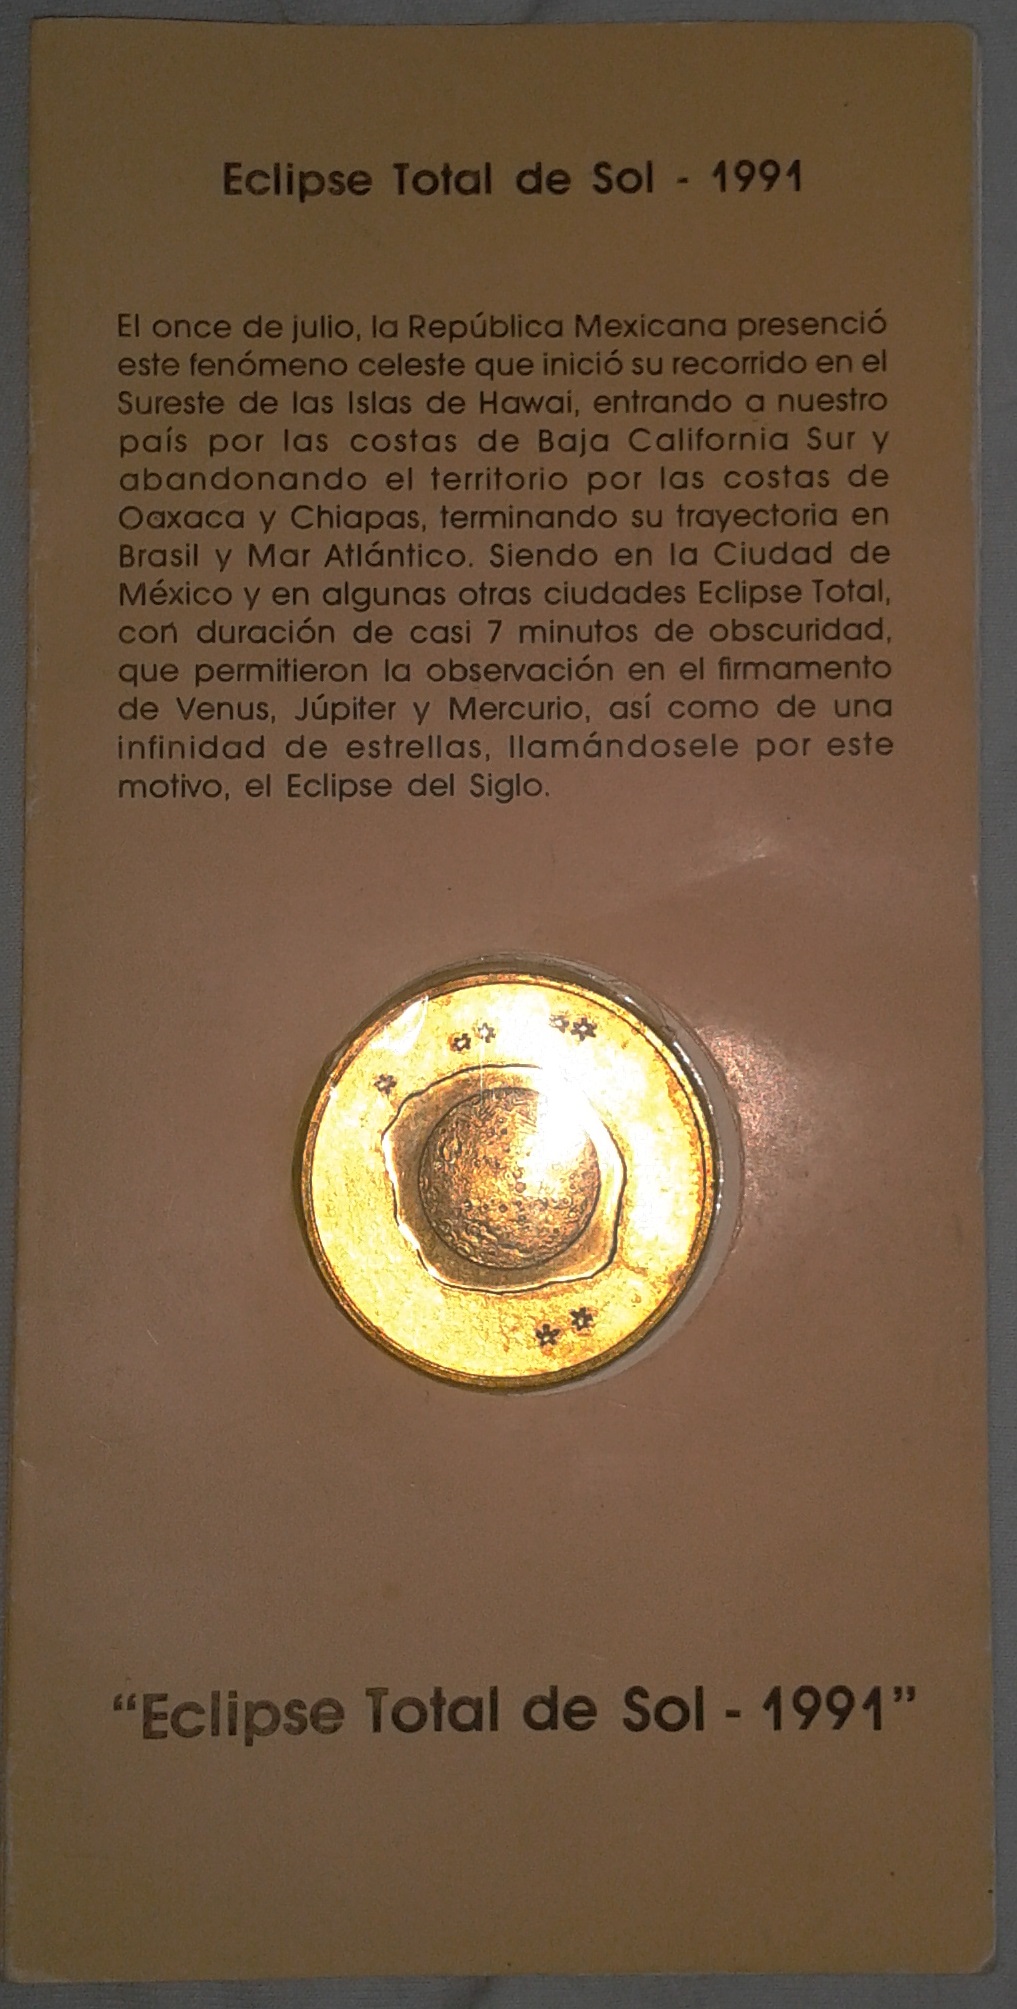 Eclipse Total de Sol - 1991
El once de julio, la República Mexicana presenció
este fenómeno celeste que inició su recorrido en el
Sureste de las Islas de Hawai, entrando a nuestro
país por las costas de Baja California Sur y
abandonando el territorio por las costas de
Oaxaca y Chiapas, terminando su trayectoria en
Brasil y Mar Atlántico. Siendo en la Ciudad de
México y en algunas otras ciudades Eclipse Total,
con duración de casi 7 minutos de obscuridad,
que permitieron la observación en el firmamento
de Venus, Júpiter y Mercurio, así como de una
infinidad de estrellas, llamándosele por este
motivo, el Eclipse del Siglo.
“Eclipse Total de Sol - 1991”